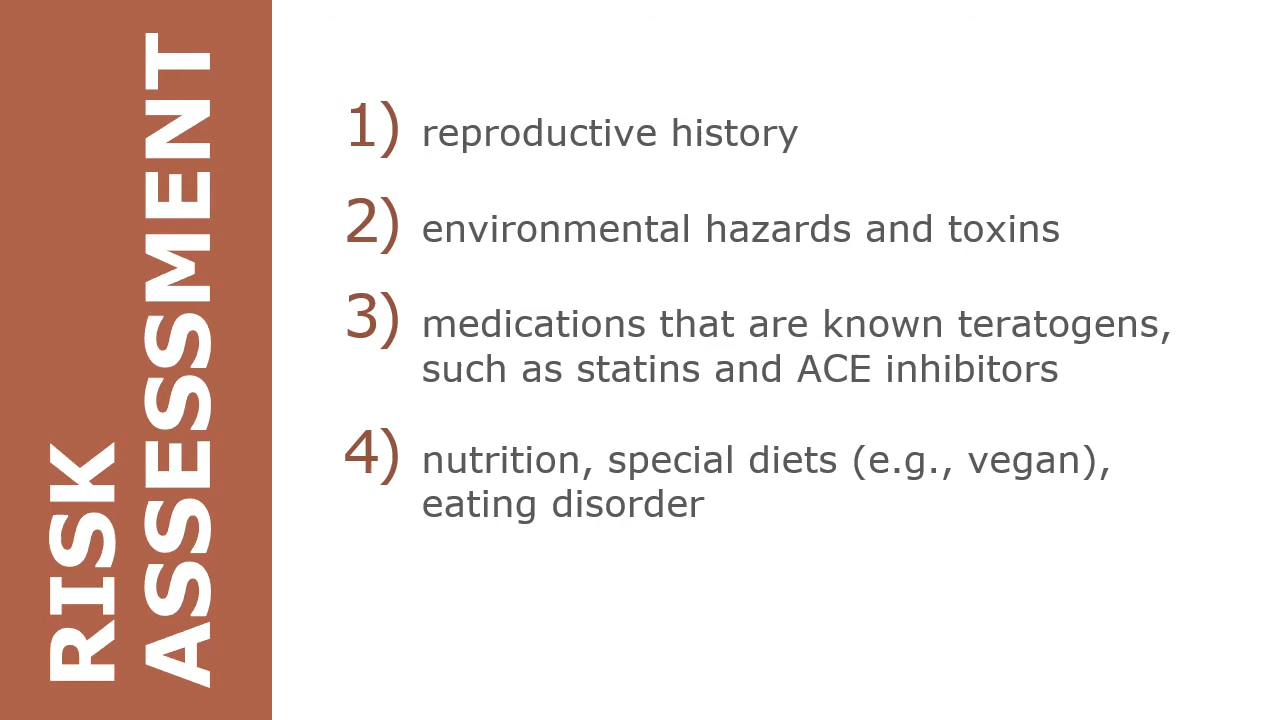 RISK
ASSESSMENT
1) reproductive history
2) environmental hazards and toxins
3) medications that are known teratogens,
such as statins and ACE inhibitors
4) nutrition, special diets (e.g., vegan),
eating disorder